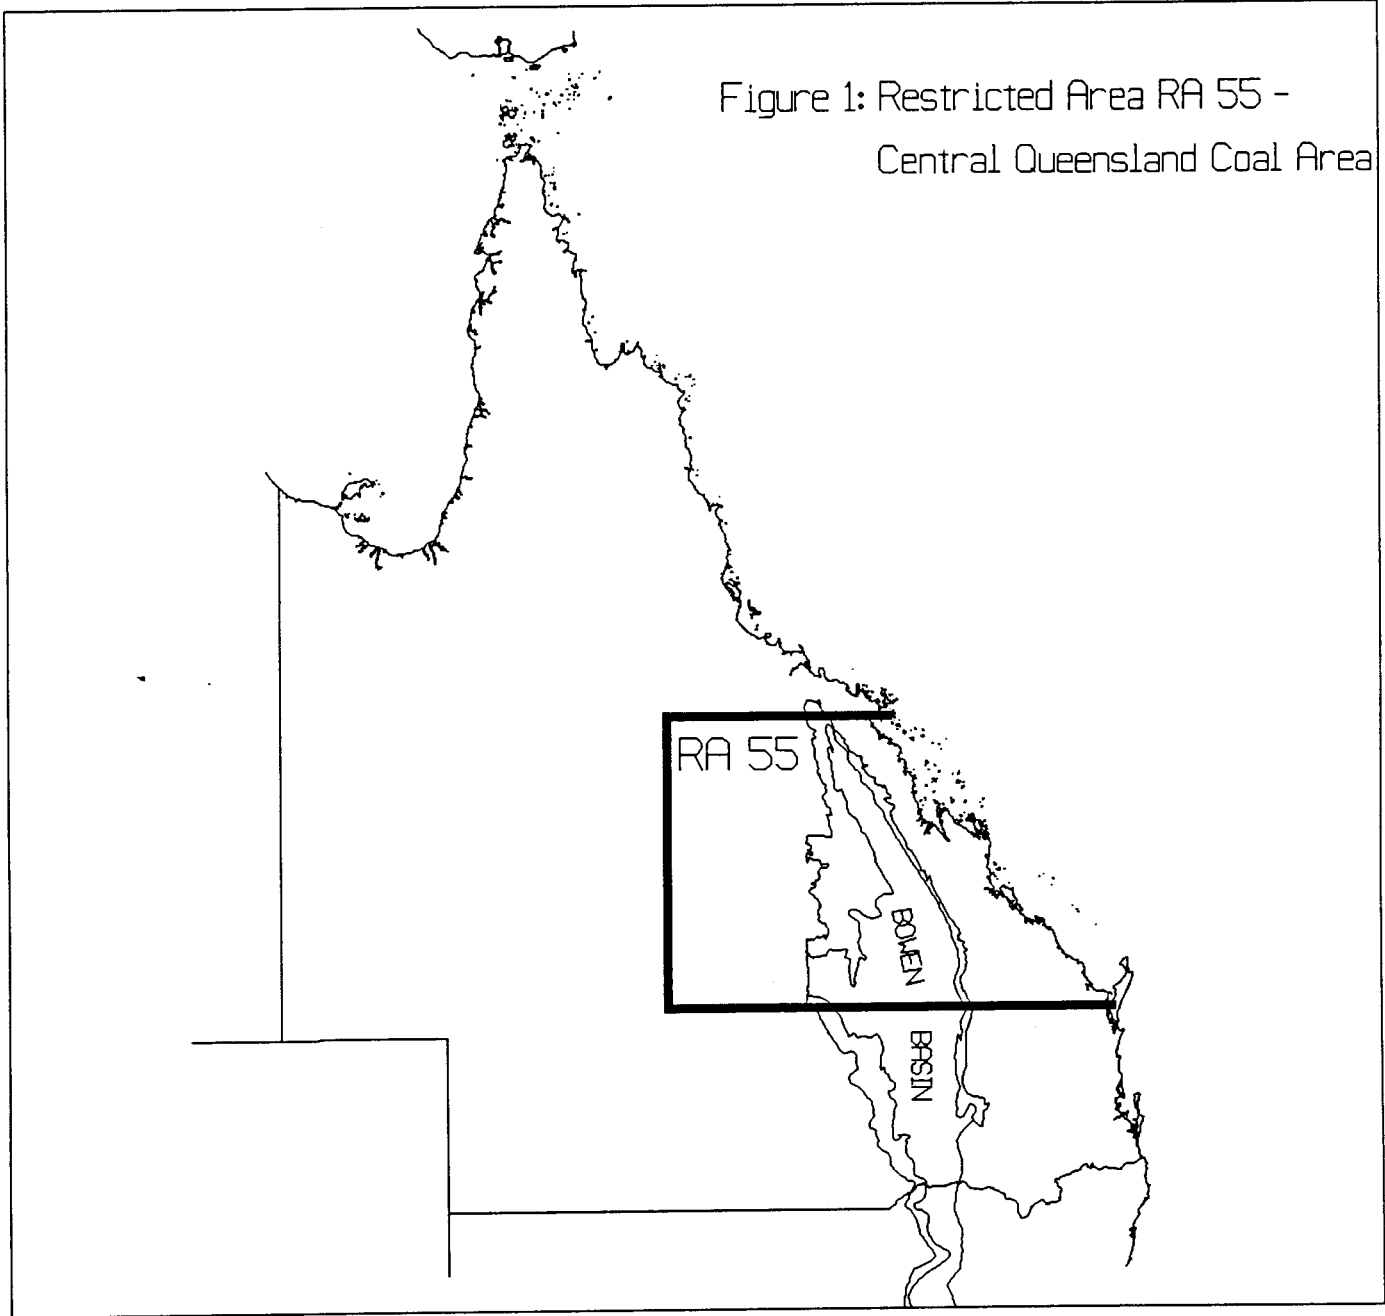 Figure 1: Restricted Area RA 55 -
Central Queensland Coal Area
RA 55
BOWEN
BASIN